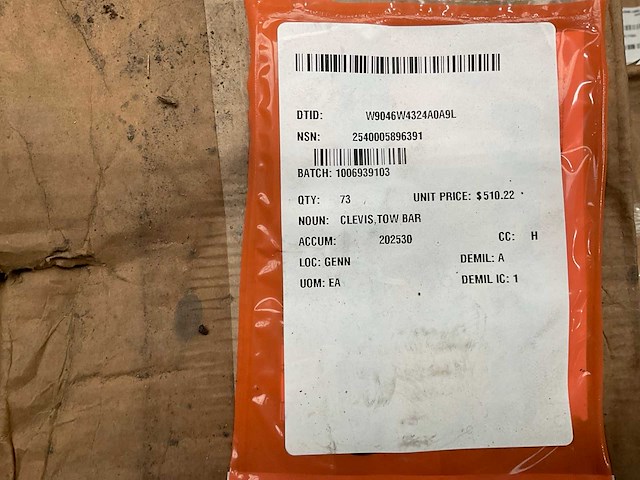 DTID: W9046W4324A0A9L
NSN: 2540005896391
BATCH: 1006939103
QTY: 73 UNIT PRICE: $510.22
NOUN: CLEVIS,TOW BAR
ACCUM: 202530 CC: H
LOC: GENN DEMIL: A
UOM: EA DEMIL IC: 1